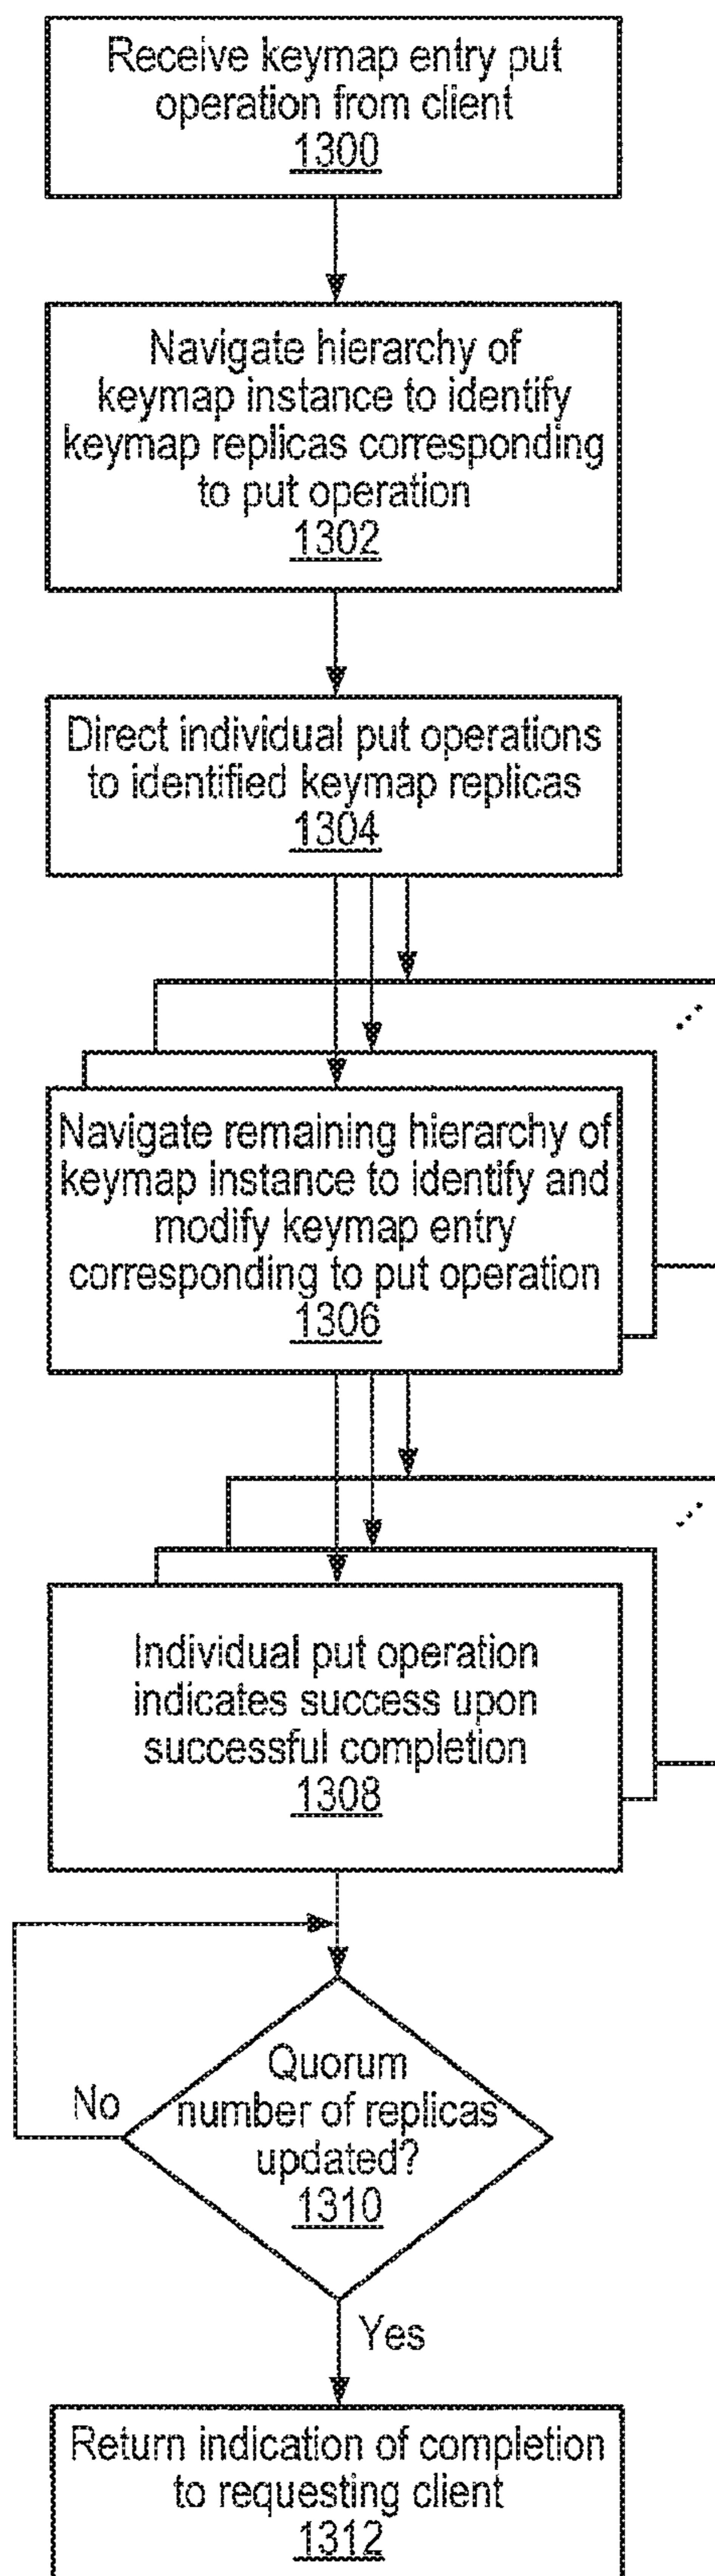 Receive keymap entry put
operation from client
1300
Navigate hierarchy of
keymap instance to identify
keymap replicas corresponding
to put operation
1302
Direct individual put operations
to identified keymap replicas
1304
Navigate remaining hierarchy of
keymap instance to identify and
modify keymap entry
corresponding to put operation
1306
Individual put operation
indicates success upon
successful completion
1308
Quorum
No
number of replicas
updated?
1310
Yes
Return indication of completion
to requesting client
1312